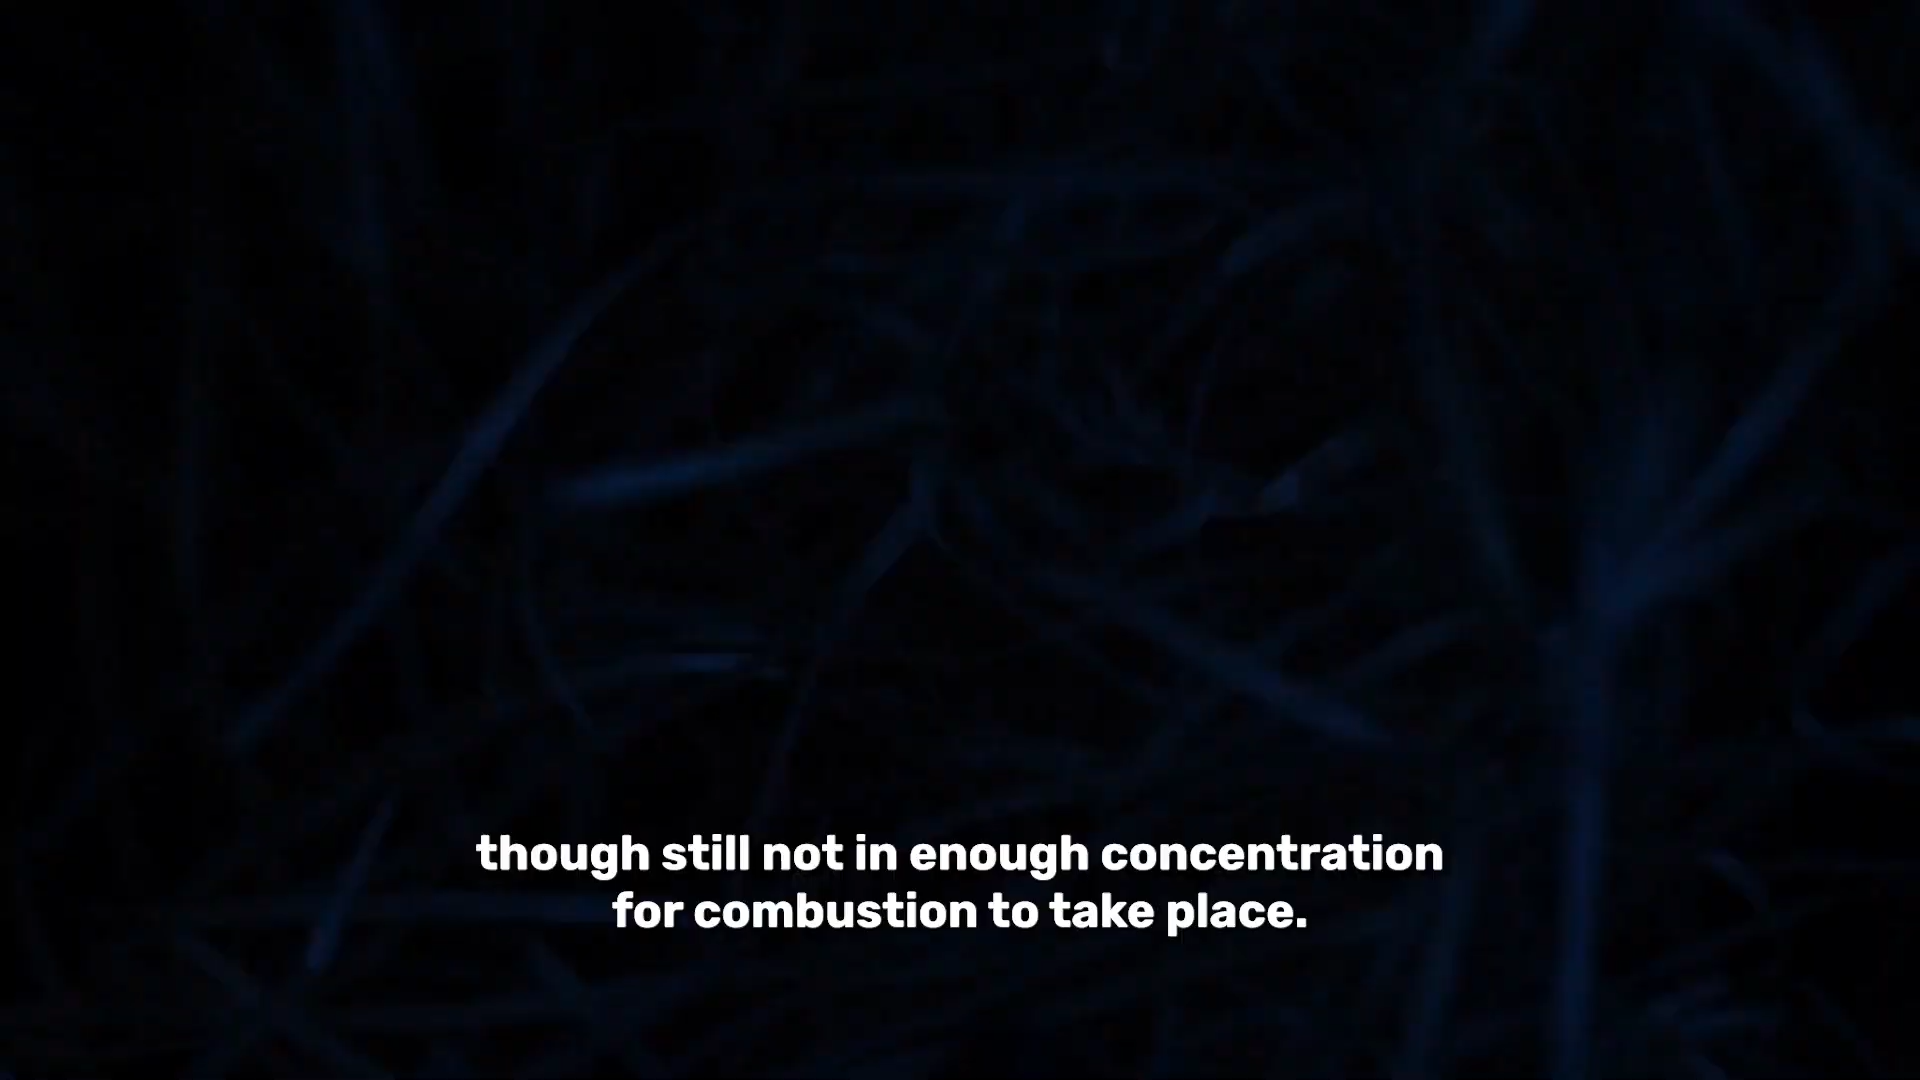 though still not in enough concentration
for combustion to take place.